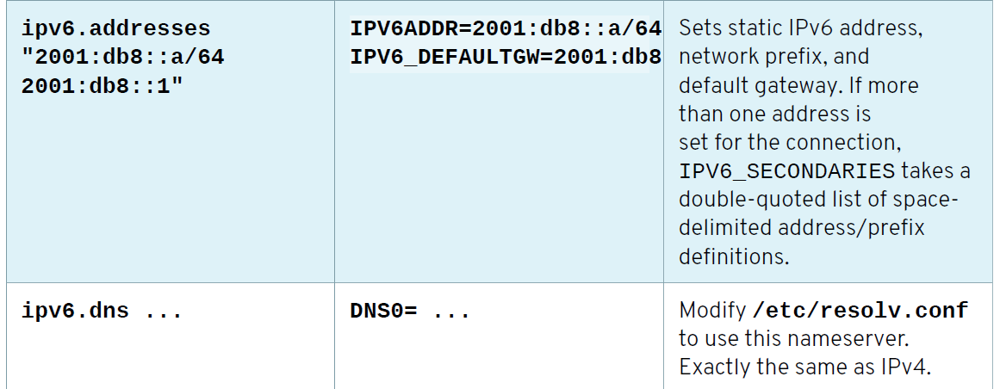 ipv6.addresses
"2001:db8::a/64
2001:db8::1"
IPV6ADDR=2001:db8::a/64
IPV6_DEFAULTGW=2001:db8
Sets static IPv6 address,
network prefix, and
default gateway. If more
than one address is
set for the connection,
IPV6_SECONDARIES takes a
double-quoted list of space-
delimited address/prefix
definitions.
ipv6.dns ...
DNS0= ...
Modify /etc/resolv.conf
to use this nameserver.
Exactly the same as IPv4.